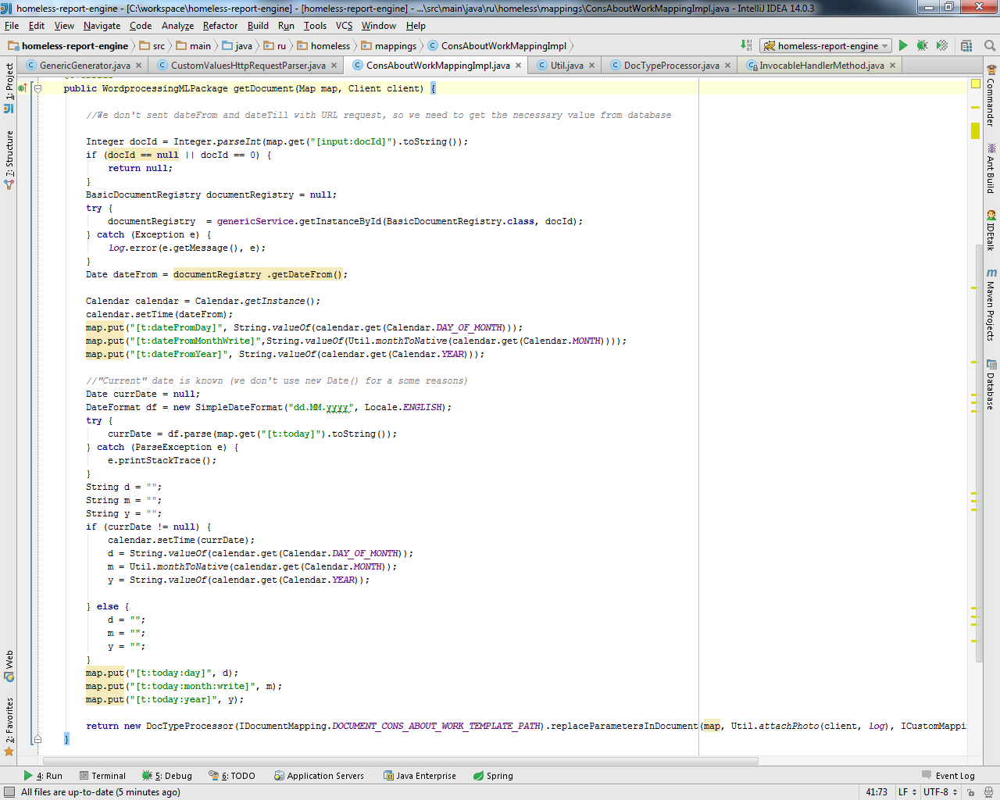 homeless-report-engine - [C:\workspace\homeless-report-engine] - [homeless-report-engine] - ...\src\main\java\ru\homeless\mappings\ConsAboutWorkMappingImpl.java - IntelliJ IDEA 14.0.3
File Edit View Navigate Code Analyze Refactor Build Run Tools VCS Window Help
homeless-report-engine src main java ru homeless mappings ConsAboutWorkMappingImpl homeless-report-engine
GenericGenerator.java CustomValuesHttpRequestParser.java ConsAboutWorkMappingImpl.java Util.java DocTypeProcessor.java InvocableHandlerMethod.java
public WordprocessingMLPackage getDocument(Map map, Client client) {
//We don't sent dateFrom and dateTill with URL request, so we need to get the necessary value from database
Integer docId = Integer.parseInt(map.get("[input:docId]").toString());
if (docId == null || docId == 0) {
return null;
}
BasicDocumentRegistry documentRegistry = null;
try {
documentRegistry  = genericService.getInstanceById(BasicDocumentRegistry.class, docId);
} catch (Exception e) {
log.error(e.getMessage(), e);
}
Date dateFrom = documentRegistry .getDateFrom();
Calendar calendar = Calendar.getInstance();
calendar.setTime(dateFrom);
map.put("[t:dateFromDay]", String.valueOf(calendar.get(Calendar.DAY_OF_MONTH)));
map.put("[t:dateFromMonthWrite]",String.valueOf(Util.monthToNative(calendar.get(Calendar.MONTH))));
map.put("[t:dateFromYear]", String.valueOf(calendar.get(Calendar.YEAR)));
//"Current" date is known (we don't use new Date() for a some reasons)
Date currDate = null;
DateFormat df = new SimpleDateFormat("dd.MM.yyyy", Locale.ENGLISH);
try {
currDate = df.parse(map.get("[t:today]").toString());
} catch (ParseException e) {
e.printStackTrace();
}
String d = "";
String m = "";
String y = "";
if (currDate != null) {
calendar.setTime(currDate);
d = String.valueOf(calendar.get(Calendar.DAY_OF_MONTH));
m = Util.monthToNative(calendar.get(Calendar.MONTH));
y = String.valueOf(calendar.get(Calendar.YEAR));
} else {
d = "";
m = "";
y = "";
}
map.put("[t:today:day]", d);
map.put("[t:today:month:write]", m);
map.put("[t:today:year]", y);
return new DocTypeProcessor(IDocumentMapping.DOCUMENT_CONS_ABOUT_WORK_TEMPLATE_PATH).replaceParametersInDocument(map, Util.attachPhoto(client, log), ICustomMappi
}
1: Project
7: Structure
Web
2: Favorites
Commander
Ant Build
IDEtalk
Maven Projects
Database
4: Run Terminal 5: Debug 6: TODO Application Servers Java Enterprise Spring Event Log
All files are up-to-date (5 minutes ago) 41:73 LF UTF-8